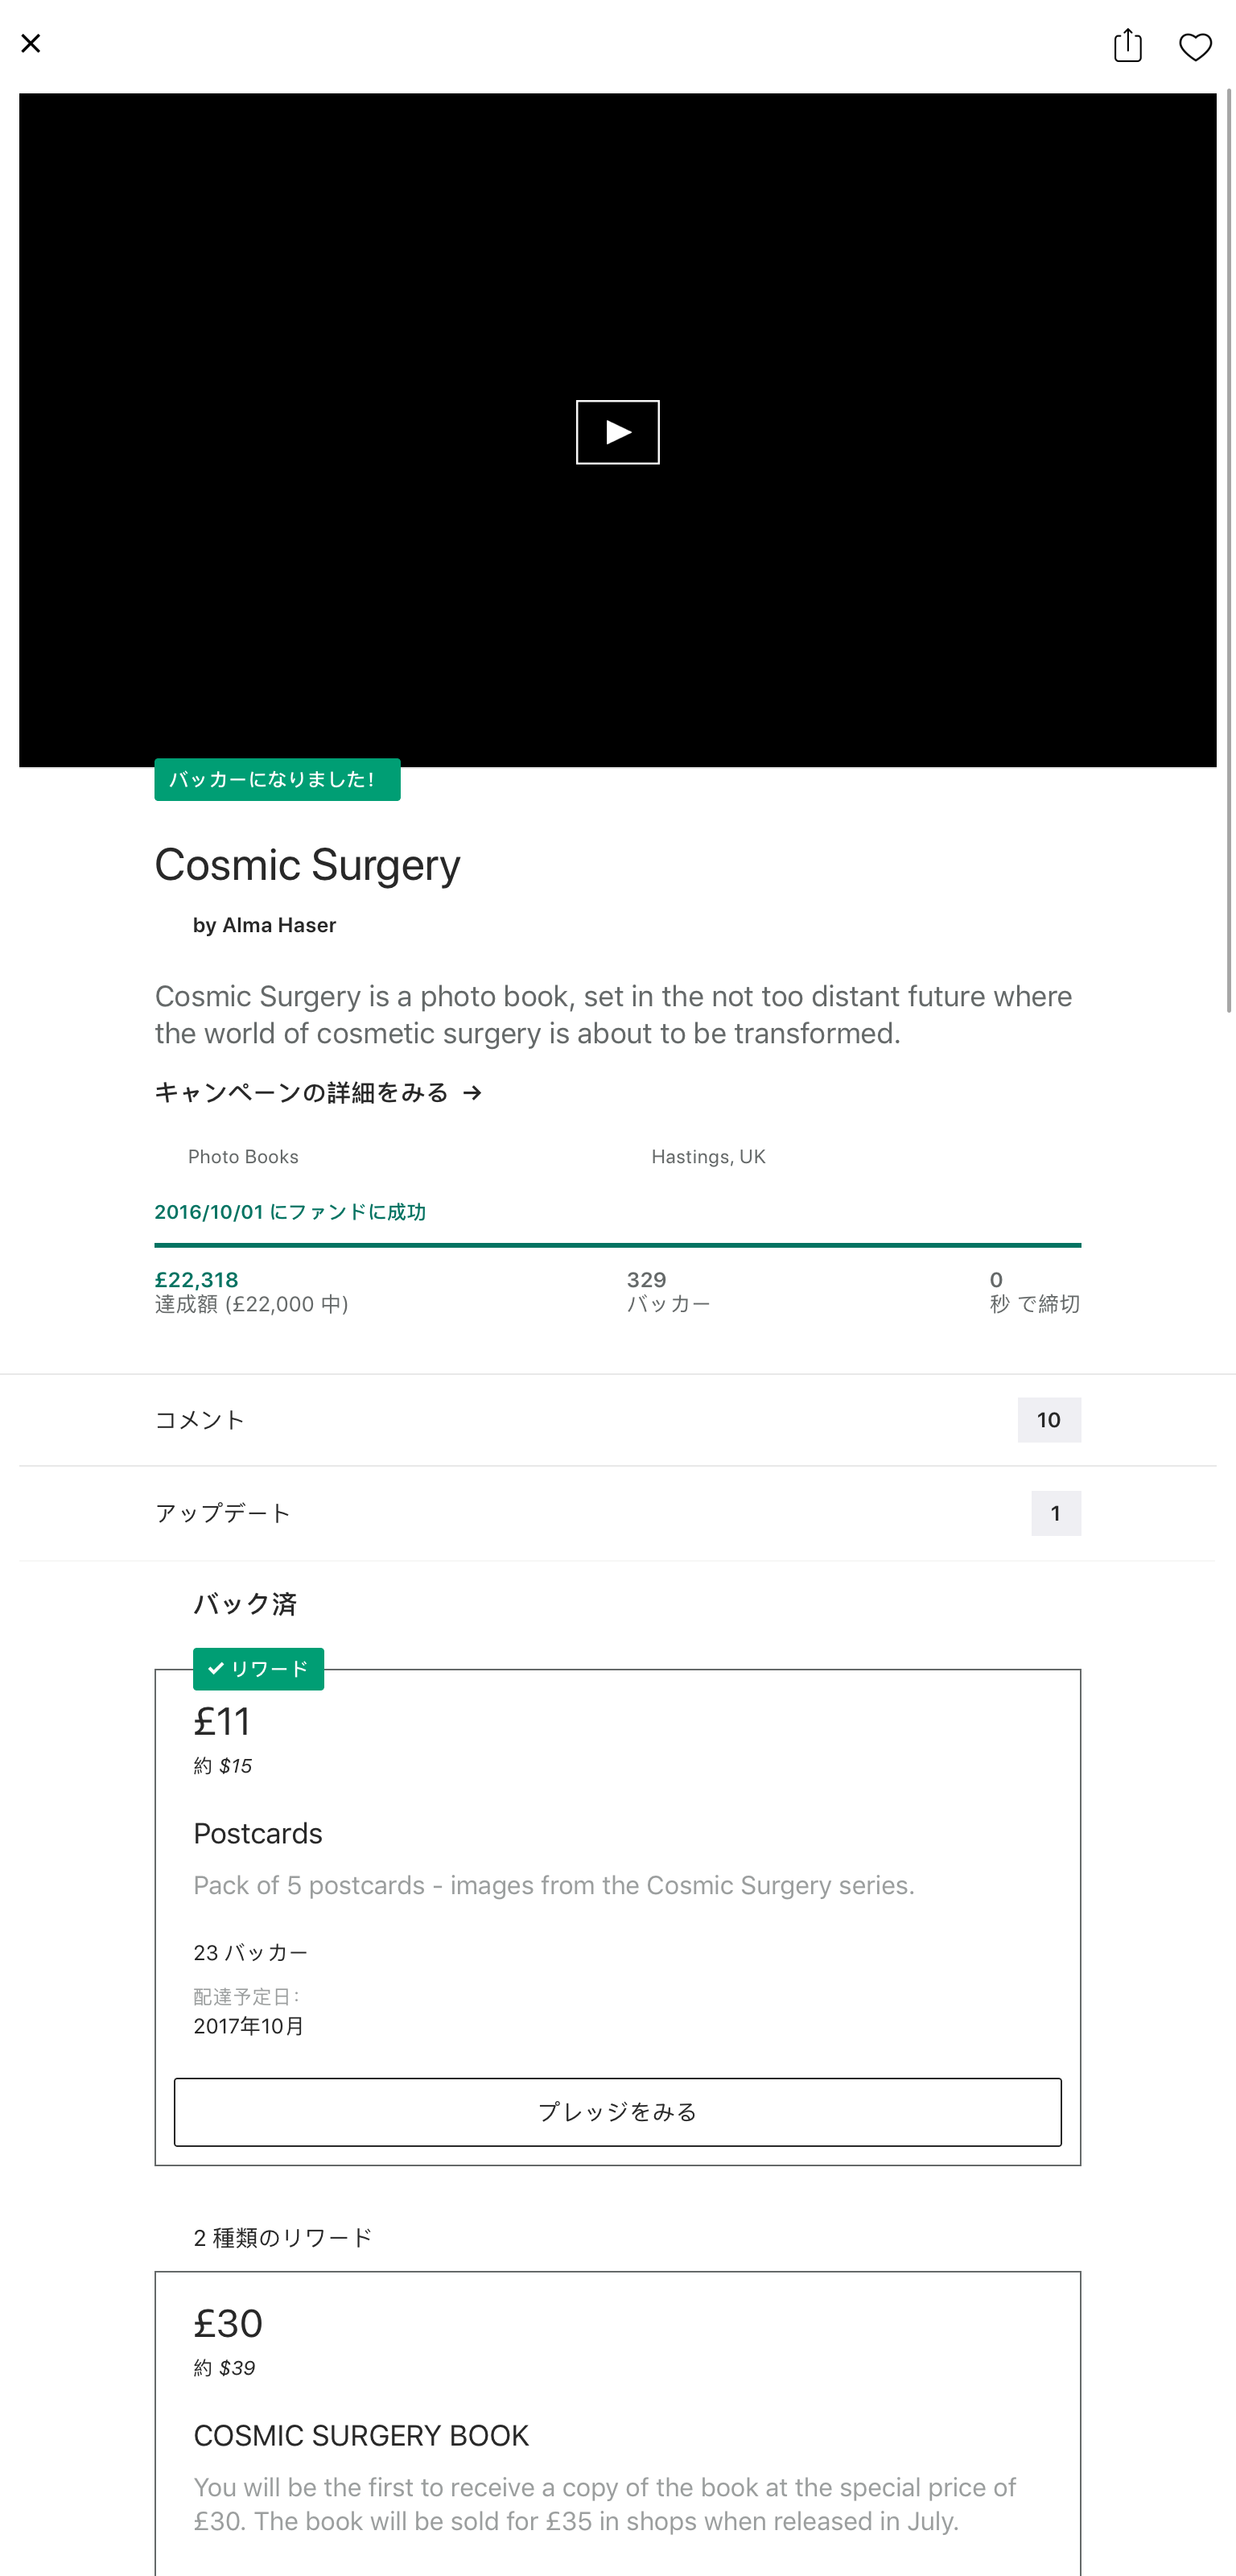 バッカーになりました！
Cosmic Surgery
by Alma Haser
Cosmic Surgery is a photo book, set in the not too distant future where
the world of cosmetic surgery is about to be transformed.
キャンペーンの詳細をみる →
Photo Books
Hastings, UK
2016/10/01 にファンドに成功
£22,318
達成額 (£22,000 中)
329
バッカー
0
秒 で締切
コメント
10
アップデート
1
バック済
✓ リワード
£11
約 $15
Postcards
Pack of 5 postcards - images from the Cosmic Surgery series.
23 バッカー
配達予定日：
2017年10月
プレッジをみる
2 種類のリワード
£30
約 $39
COSMIC SURGERY BOOK
You will be the first to receive a copy of the book at the special price of
£30. The book will be sold for £35 in shops when released in July.